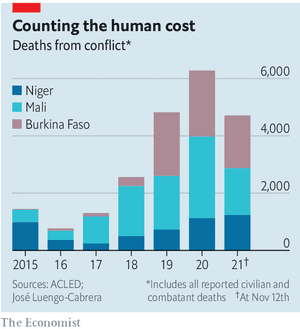 Counting the human cost
Deaths from conflict*
Niger
Mali
Burkina Faso
6,000
4,000
2,000
0
2015 16 17 18 19 20 21†
Sources: ACLED;
José Luengo-Cabrera
*Includes all reported civilian and
combatant deaths †At Nov 12th
The Economist